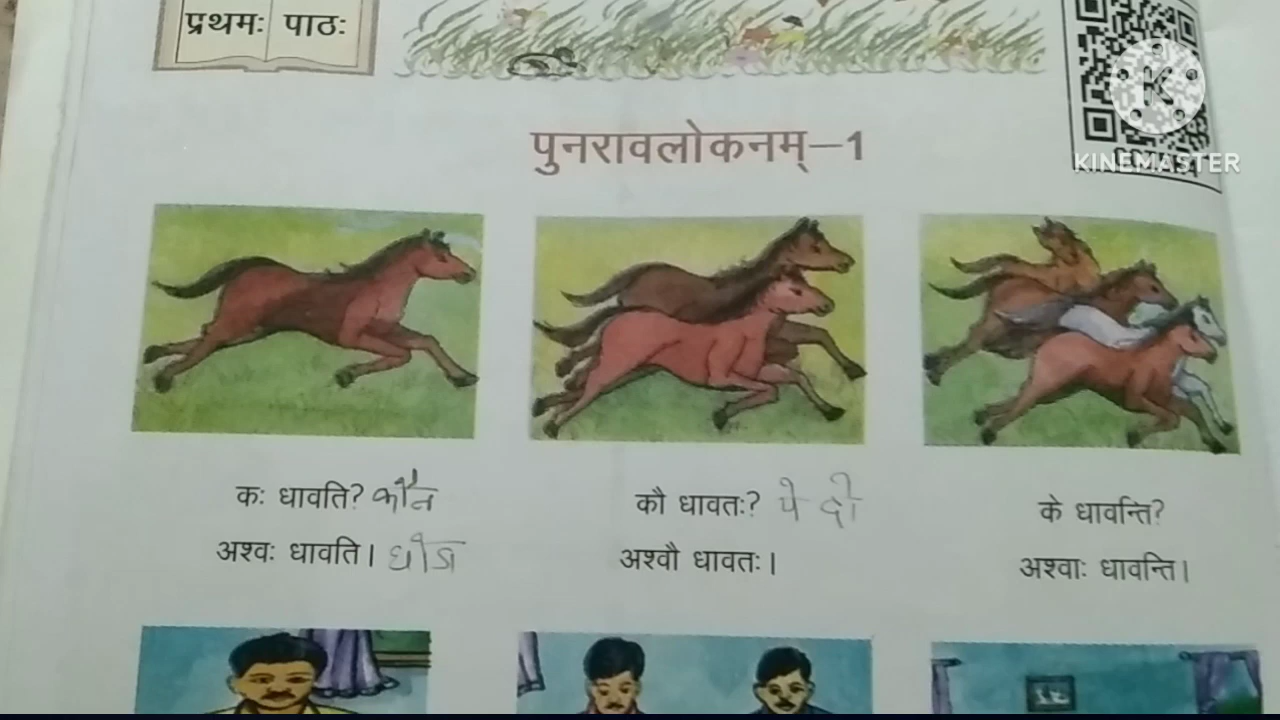 प्रथमः पाठः
KINEMASTER
पुनरावलोकनम्–1
कः धावति? कौन
अश्वः धावति। घोडा
कौ धावतः? ये दो
अश्वौ धावतः।
के धावन्ति?
अश्वाः धावन्ति।